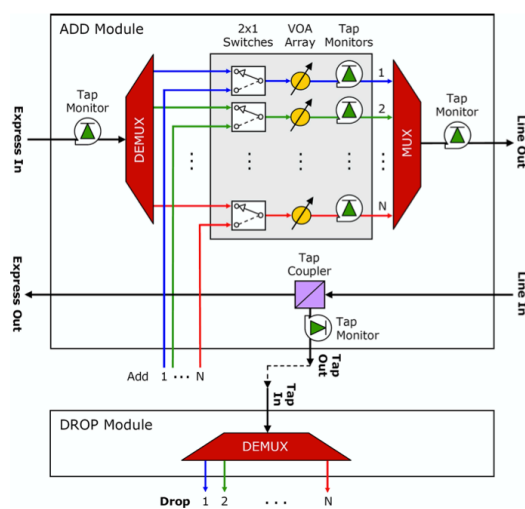 ADD Module
2x1
Switches
VOA
Array
Tap
Monitors
Tap
Monitor
Express In
DEMUX
1
2
N
MUX
Tap
Monitor
Line Out
Tap
Coupler
Express Out
Line In
Tap
Monitor
Tap
Out
Add 1 ··· N
Tap
In
DROP Module
DEMUX
Drop 1 2 ··· N